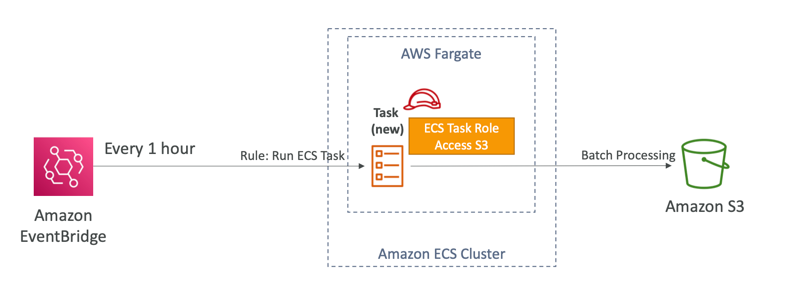 AWS Fargate
Task
(new)
ECS Task Role
Access S3
Every 1 hour
Rule: Run ECS Task
Batch Processing
Amazon
EventBridge
Amazon S3
Amazon ECS Cluster